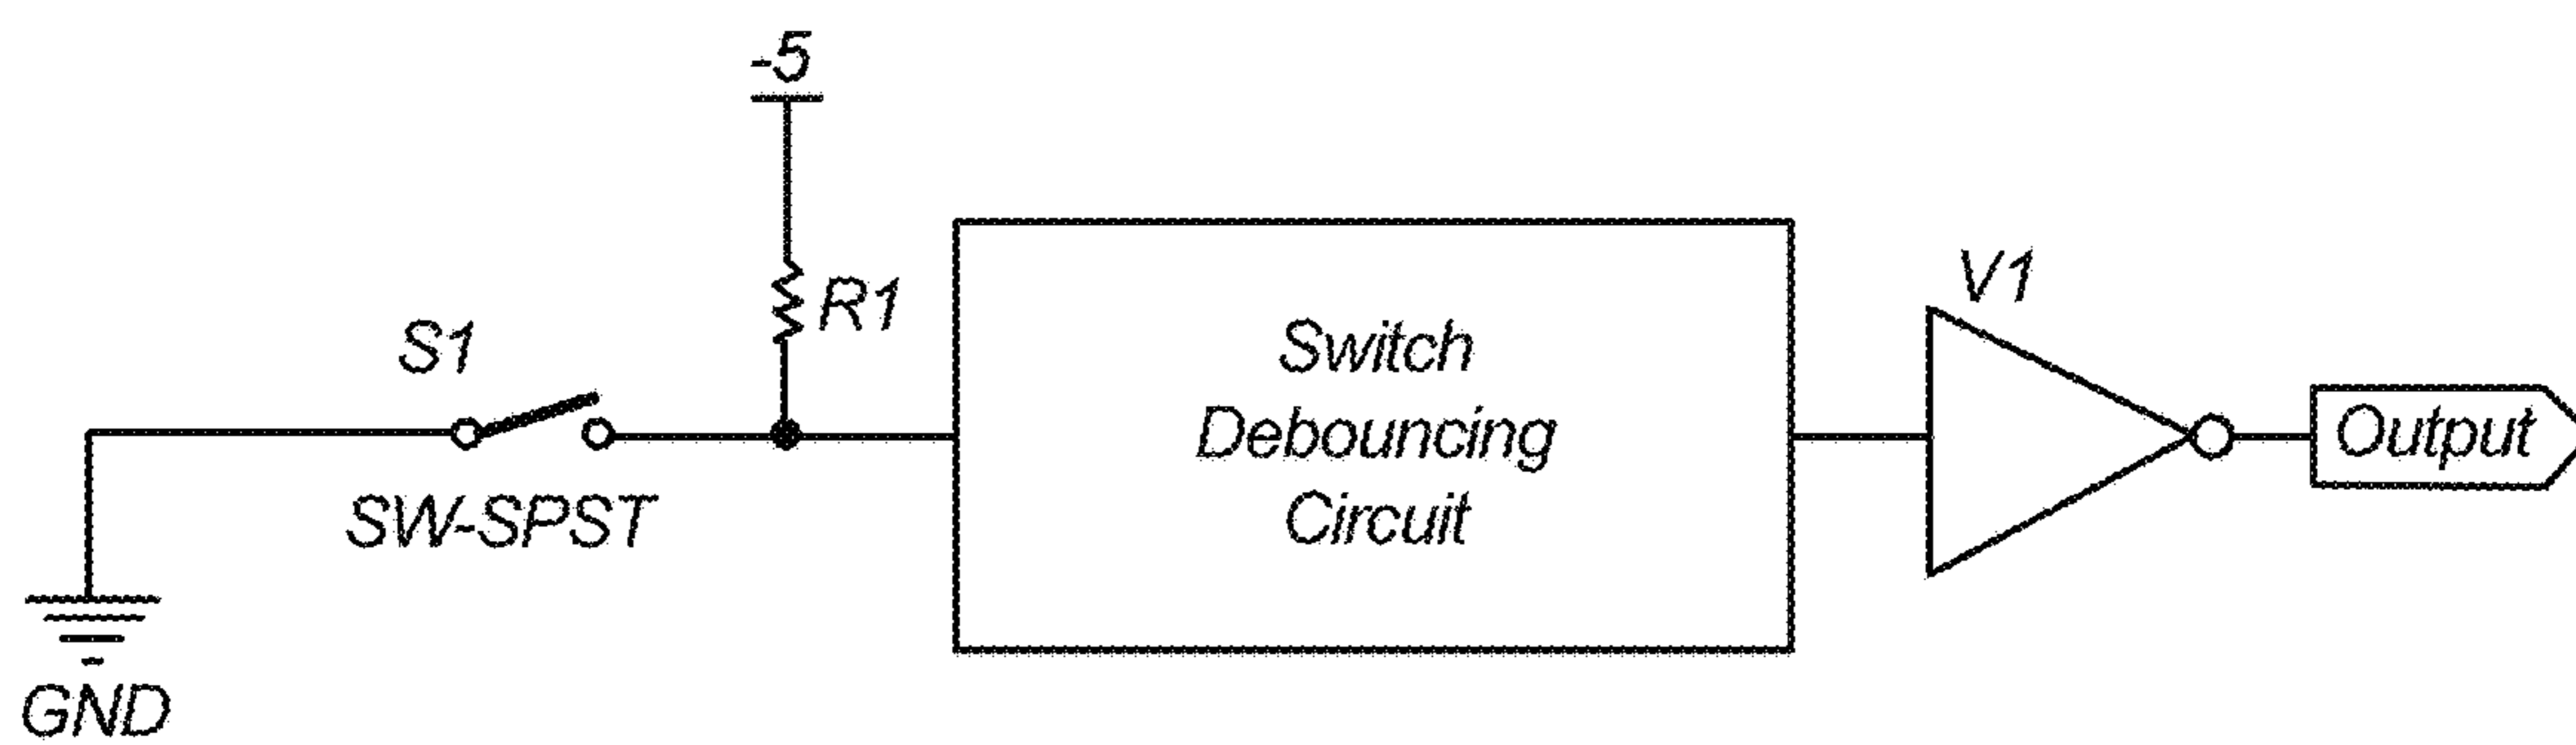 -5
R1
S1
SW-SPST
GND
Switch
Debouncing
Circuit
V1
Output